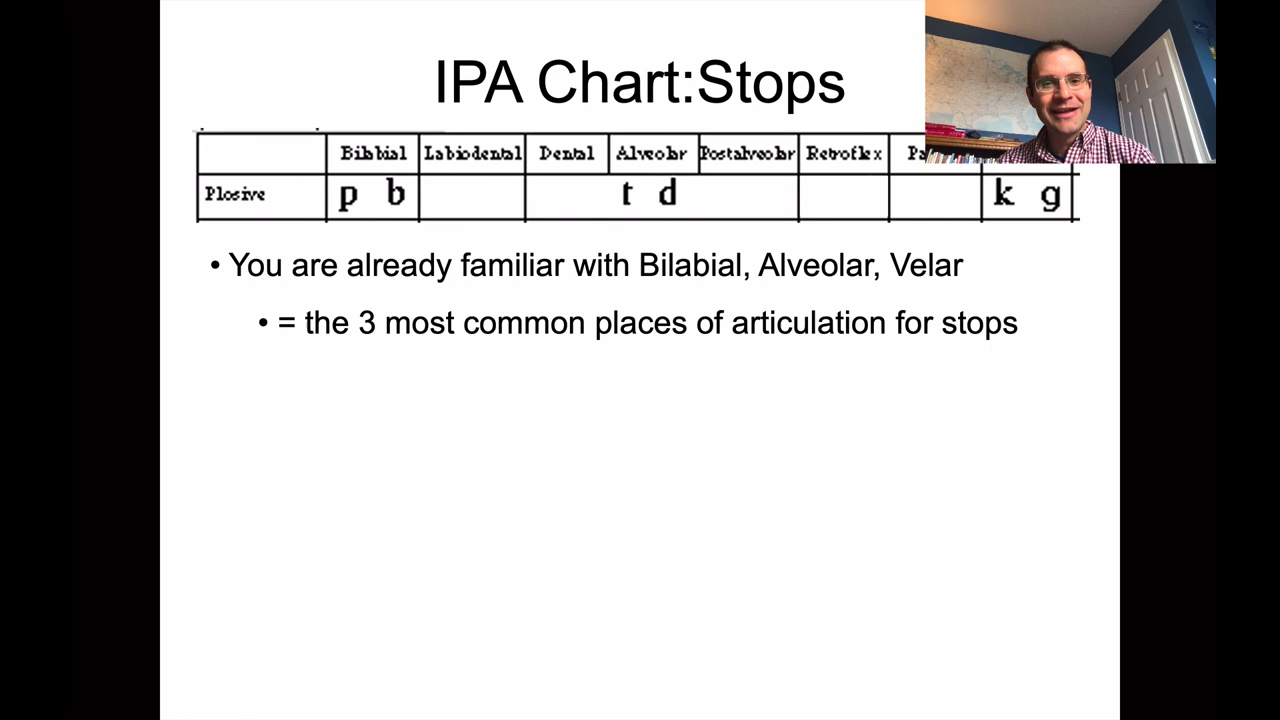 IPA Chart:Stops
Bilabial Labiodental Dental Alveolar Postalveolar Retroflex
Plosive p b t d k g
• You are already familiar with Bilabial, Alveolar, Velar
• = the 3 most common places of articulation for stops